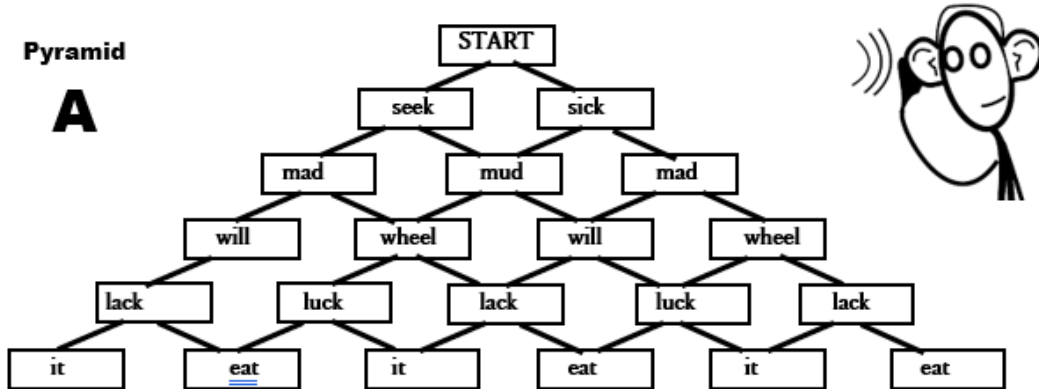 START
Pyramid
A
seek sick
mad mud mad
will wheel will wheel
lack luck lack luck lack
it eat it eat it eat